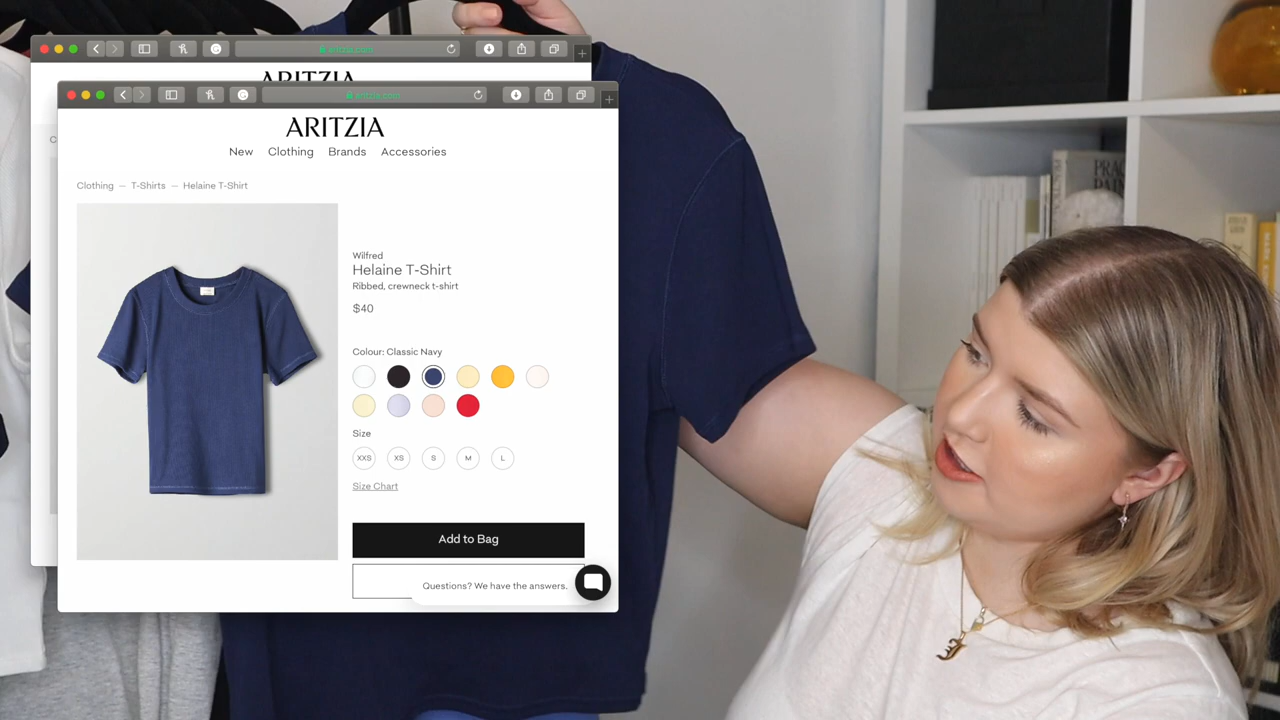 ARITZIA
ARITZIA
New Clothing Brands Accessories
Clothing — T-Shirts — Helaine T-Shirt
Wilfred
Helaine T-Shirt
Ribbed, crewneck t-shirt
$40
Colour: Classic Navy
Size
XXS XS S M L
Size Chart
Add to Bag
Questions? We have the answers.